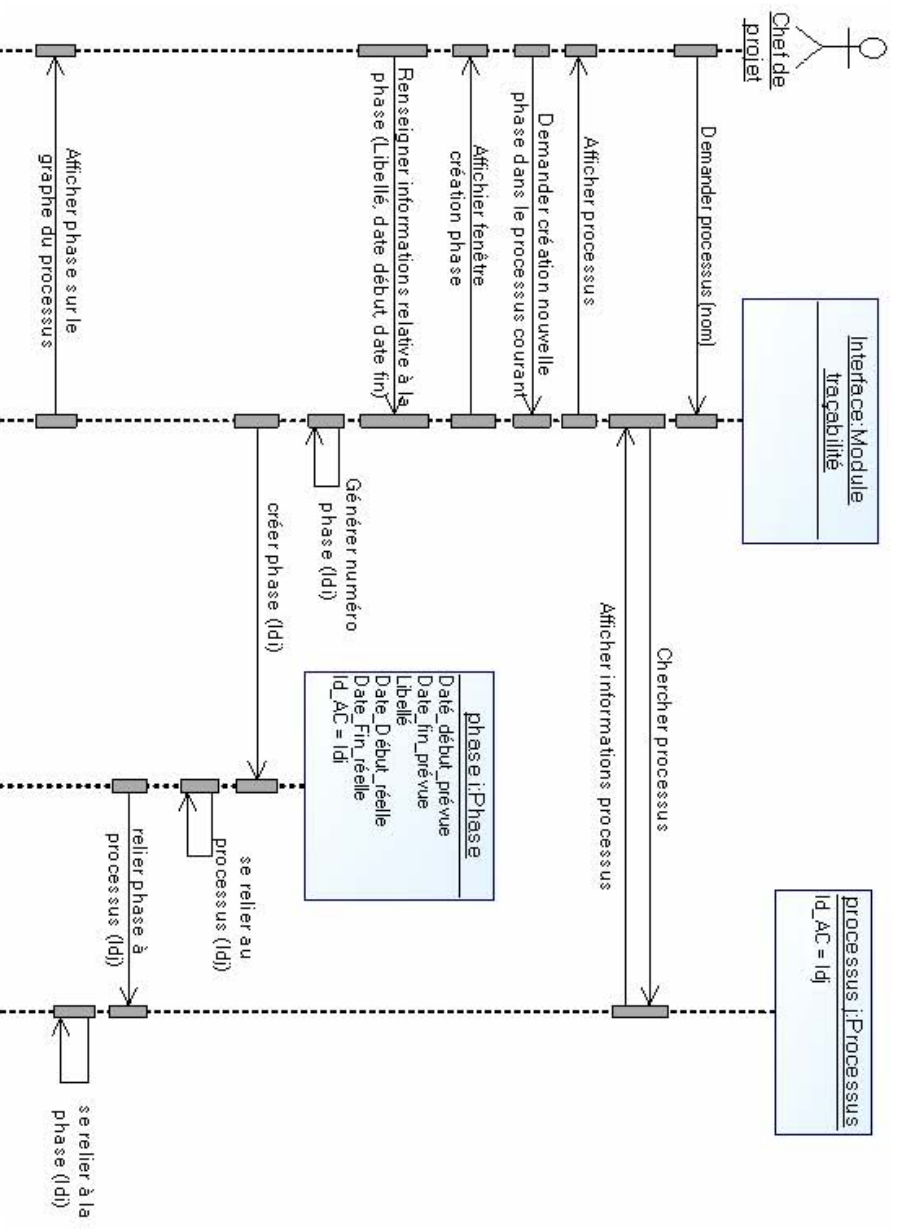 Chef de
projet
Interface:Module
traçabilité
processus j:Processus
Id_AC = Idj
Demander processus (nom)
Chercher processus
Afficher informations processus
Afficher processus
Demander création nouvelle
phase dans le processus courant
Affichier fenêtre
création phase
Renseigner informations relative à la
phase (Libellé, date début, date fin)
Générer numéro
phase (Idi)
phase i:Phase
Daté_début_prévue
Date_fin_prévue
Libellé
Date_Début_réelle
Date_Fin_réelle
Id_AC = Idi
créer phase (Idi)
se relier au
processus (Idj)
relier phase à
processus (Idj)
se relier à la
phase (Idi)
Afficher phase sur le
graphe du processus